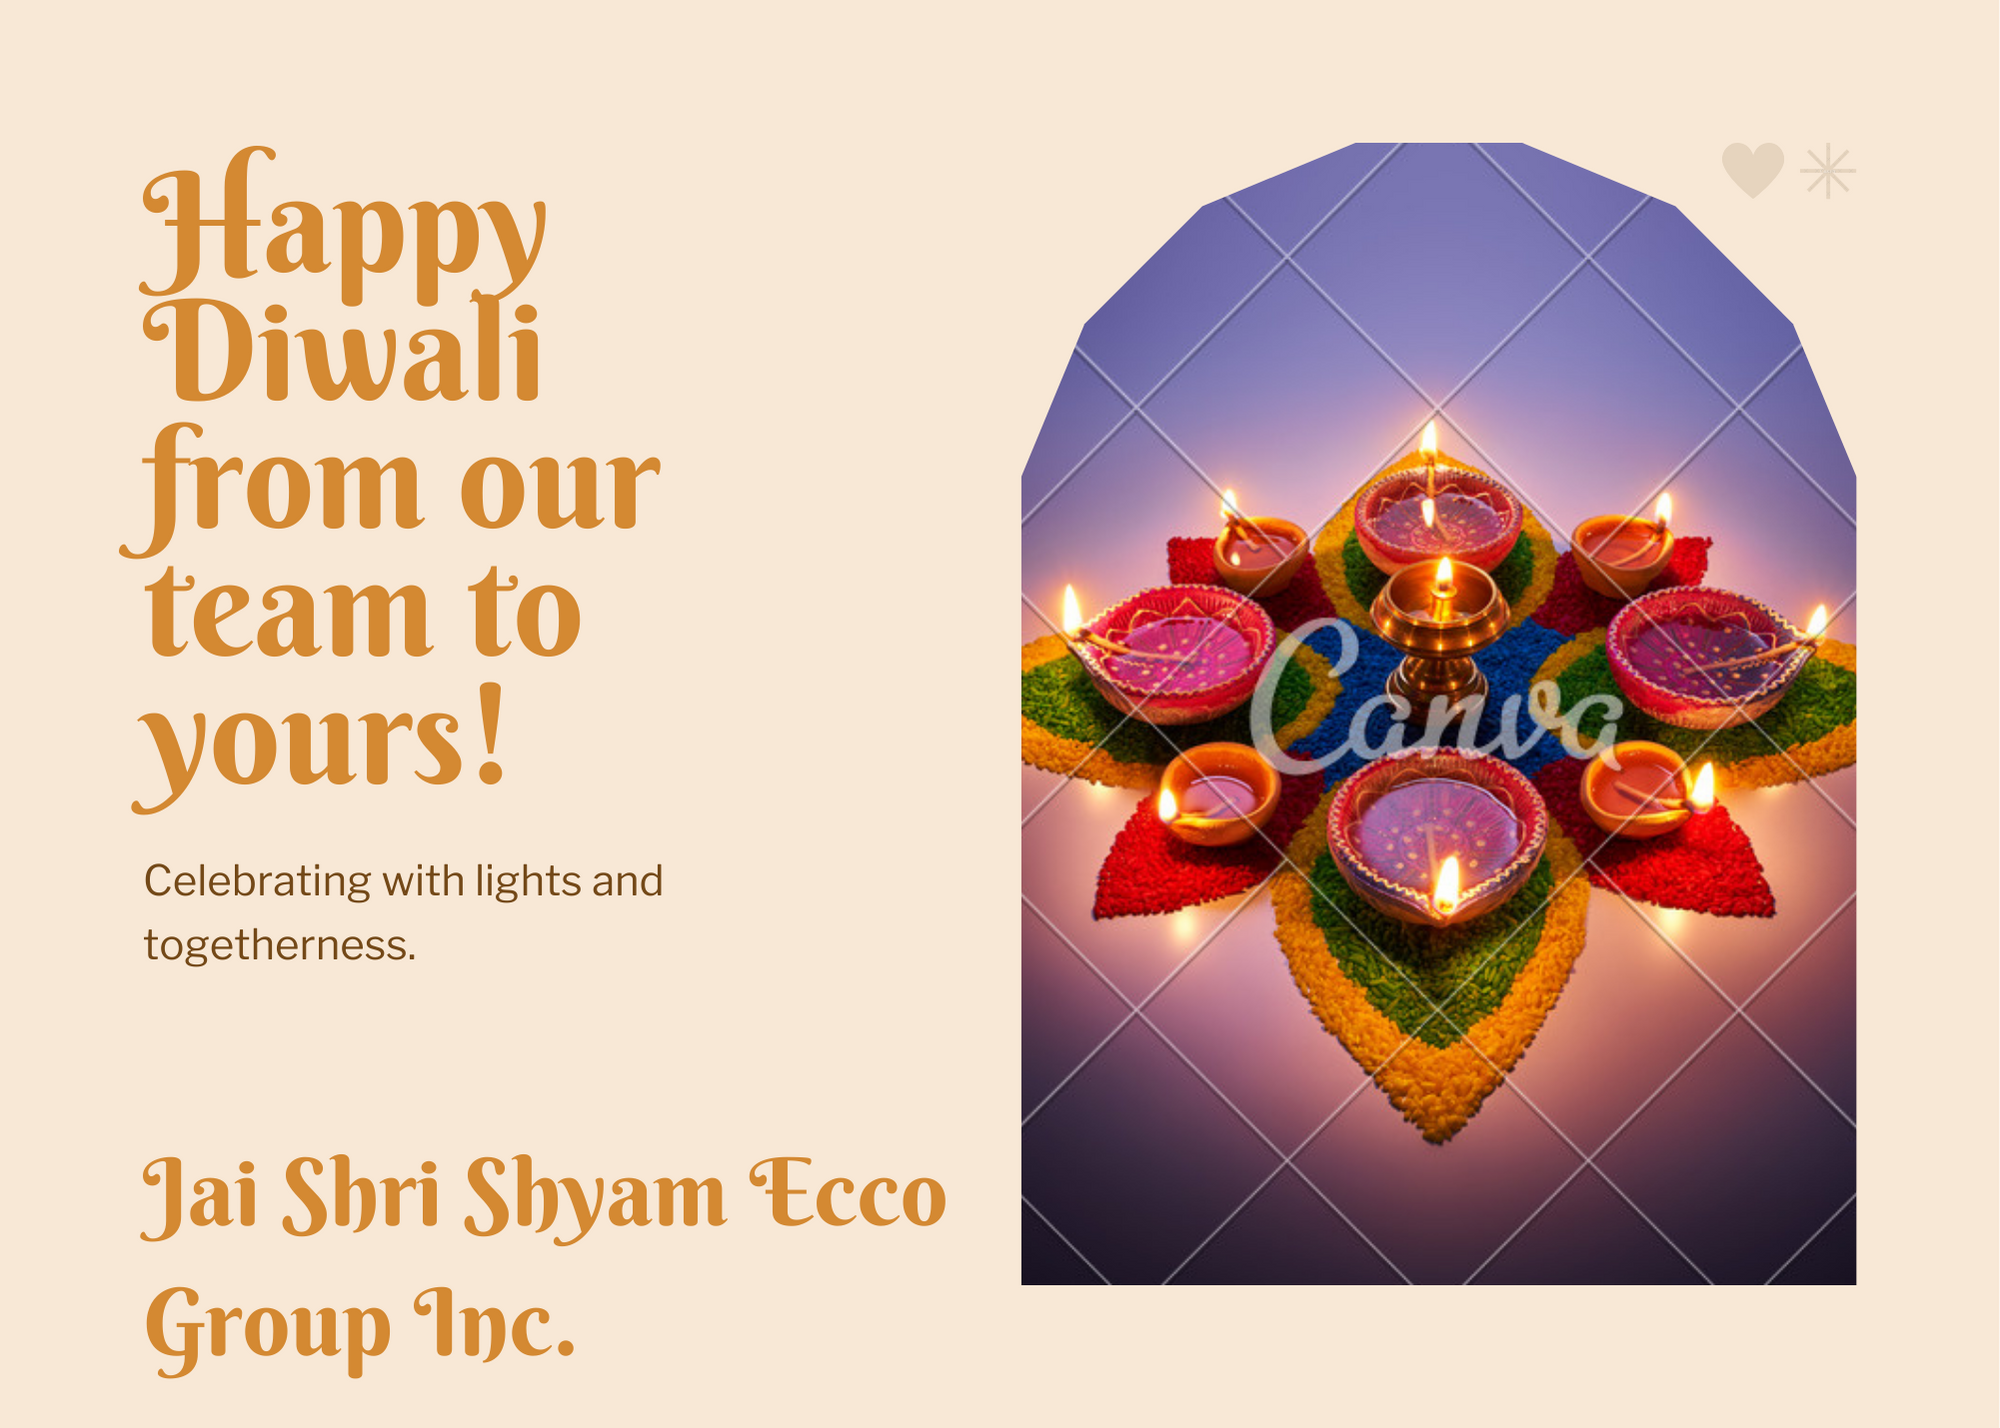 Happy
Diwali
from our
team to
yours!
Celebrating with lights and
togetherness.
Jai Shri Shyam Ecco
Group Inc.
Canva